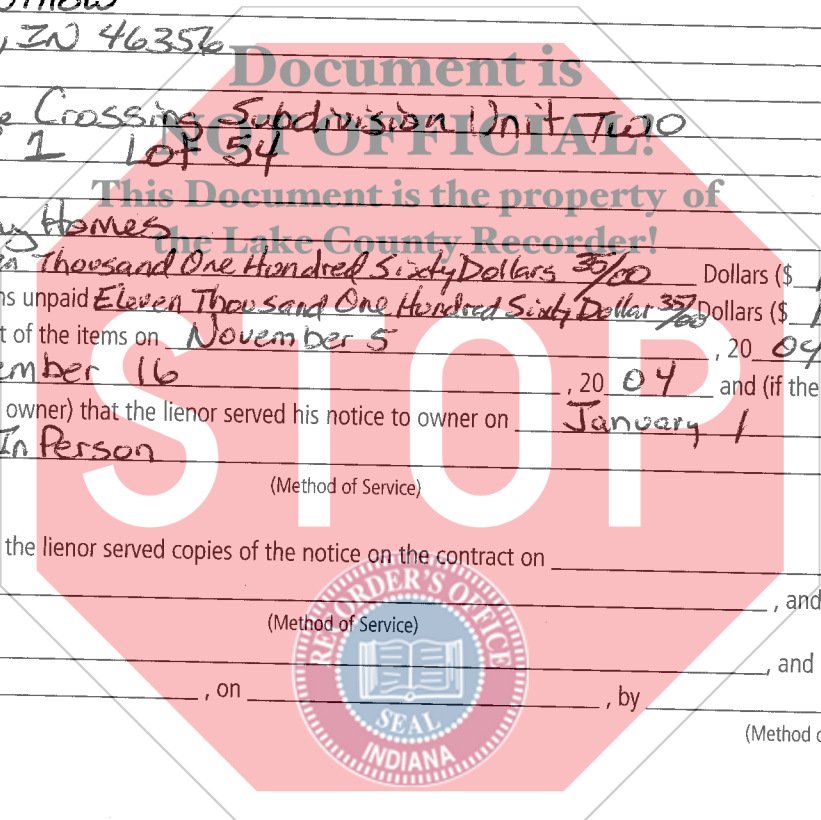 , IN 46356
Document is
Crossing Subdivision Unit Two
NOT OFFICIAL!
1 Lot 54
This Document is the property of
Homes
the Lake County Recorder!
Thousand One Hundred Sixty Dollars 35/00 Dollars ($
unpaid Eleven Thousand One Hundred Sixty Dollar 35/00 Dollars ($
of the items on November 5 , 20 04
16 , 20 04 and (if the
owner) that the lienor served his notice to owner on January 1
In Person
STOP
(Method of Service)
the lienor served copies of the notice on the contract on
, and
(Method of Service)
RECORDER'S OFFICE
, and
, on , by
SEAL
(Method
INDIANA